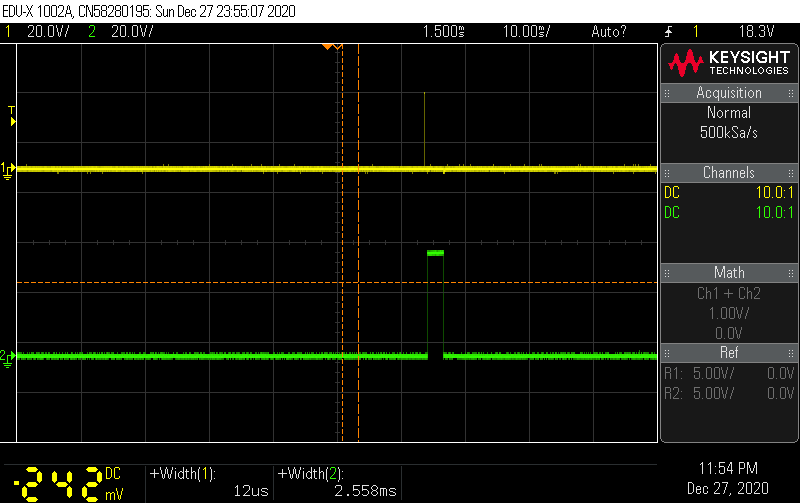 EDU-X 1002A, CN58280195: Sun Dec 27 23:55:07 2020
1 20.0V/ 2 20.0V/ 1.500s 10.00s/ Auto? 1 18.3V
KEYSIGHT
TECHNOLOGIES
Acquisition
Normal
500kSa/s
Channels
DC 10.0:1
DC 10.0:1
Math
Ch1 + Ch2
1.00V/
0.0V
Ref
R1: 5.00V/ 0.0V
R2: 5.00V/ 0.0V
T
1
2
-242 DC mV
+Width(1):
12us
+Width(2):
2.558ms
11:54 PM
Dec 27, 2020